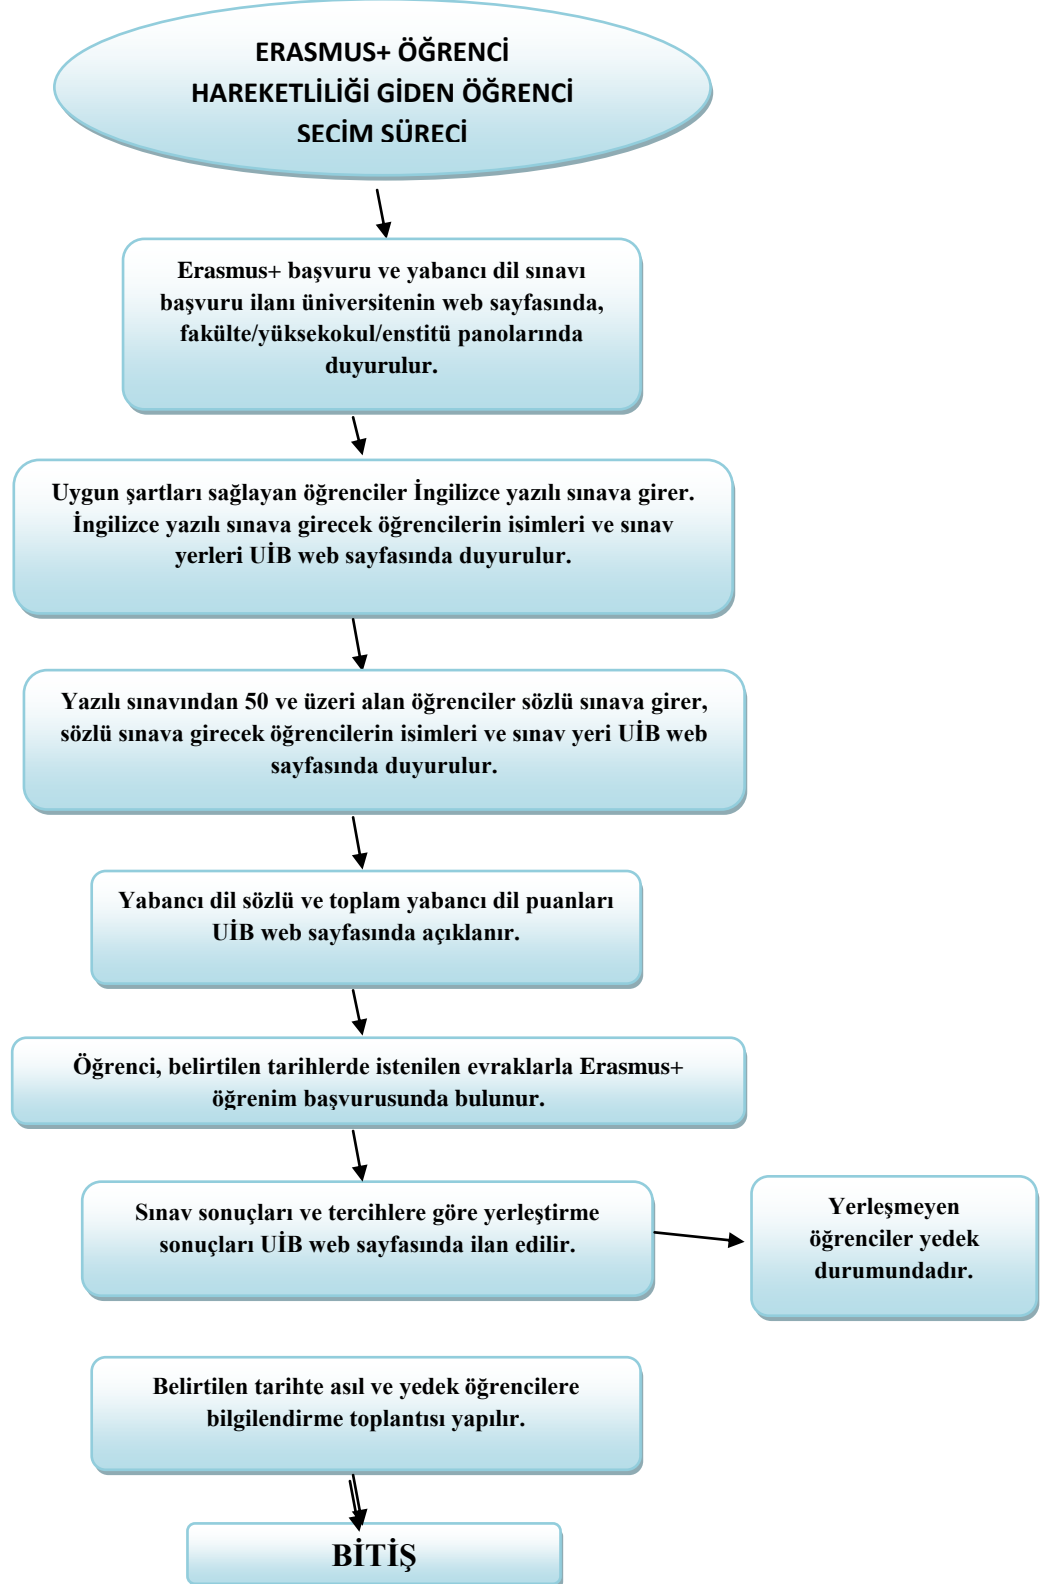 ERASMUS+ ÖĞRENCİ
HAREKETLİLİĞİ GİDEN ÖĞRENCİ
SECİM SÜRECİ
Erasmus+ başvuru ve yabancı dil sınavı
başvuru ilanı üniversitenin web sayfasında,
fakülte/yüksekokul/enstitü panolarında
duyurulur.
Uygun şartları sağlayan öğrenciler İngilizce yazılı sınava girer.
İngilizce yazılı sınava girecek öğrencilerin isimleri ve sınav
yerleri UİB web sayfasında duyurulur.
Yazılı sınavından 50 ve üzeri alan öğrenciler sözlü sınava girer,
sözlü sınava girecek öğrencilerin isimleri ve sınav yeri UİB web
sayfasında duyurulur.
Yabancı dil sözlü ve toplam yabancı dil puanları
UİB web sayfasında açıklanır.
Öğrenci, belirtilen tarihlerde istenilen evraklarla Erasmus+
öğrenim başvurusunda bulunur.
Sınav sonuçları ve tercihlere göre yerleştirme
sonuçları UİB web sayfasında ilan edilir.
Yerleşmeyen
öğrenciler yedek
durumundadır.
Belirtilen tarihte asıl ve yedek öğrencilere
bilgilendirme toplantısı yapılır.
BİTİŞ